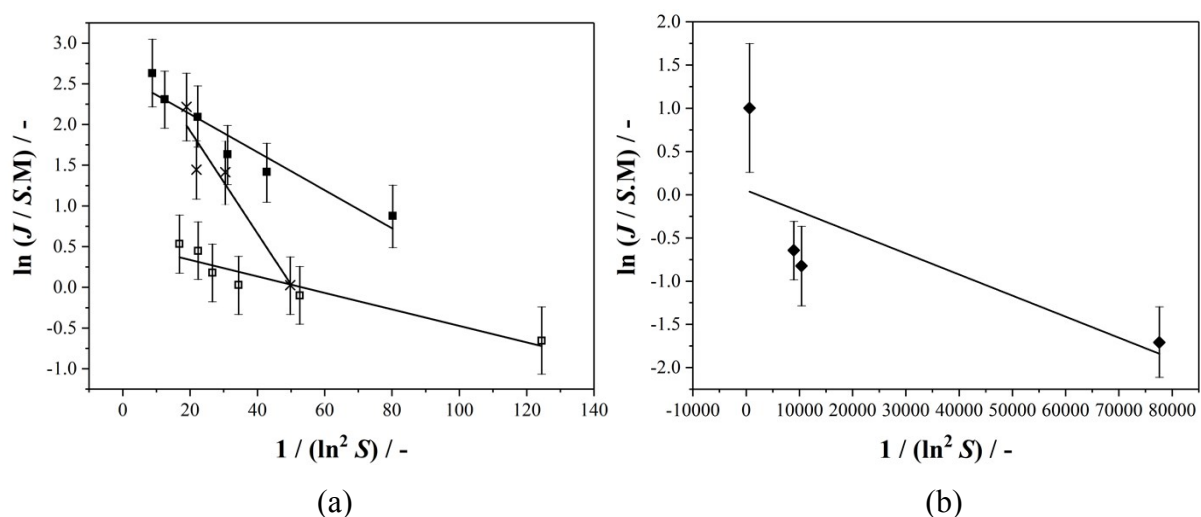 3.0
2.5
2.0
1.5
1.0
0.5
0.0
-0.5
-1.0
ln (J / S.M) / -
0 20 40 60 80 100 120 140
1 / (ln² S) / -
(a)
2.0
1.5
1.0
0.5
0.0
-0.5
-1.0
-1.5
-2.0
ln (J / S.M) / -
-10000 0 10000 20000 30000 40000 50000 60000 70000 80000
1 / (ln² S) / -
(b)